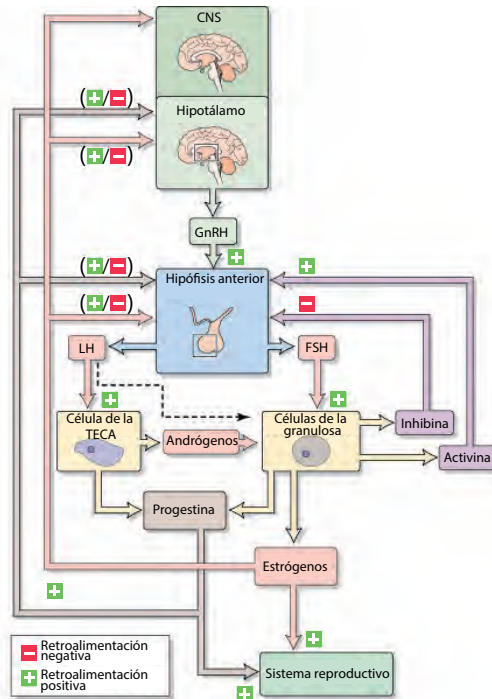 CNS
(+/−)
Hipotálamo
(+/−)
GnRH
+
(+/−)
Hipófisis anterior
+
(+/−)
−
LH
FSH
+
+
Célula de la
TECA
Andrógenos
Células de la
granulosa
Inhibina
Activina
Progestina
Estrógenos
+
+
− Retroalimentación
negativa
+ Retroalimentación
positiva
Sistema reproductivo
+